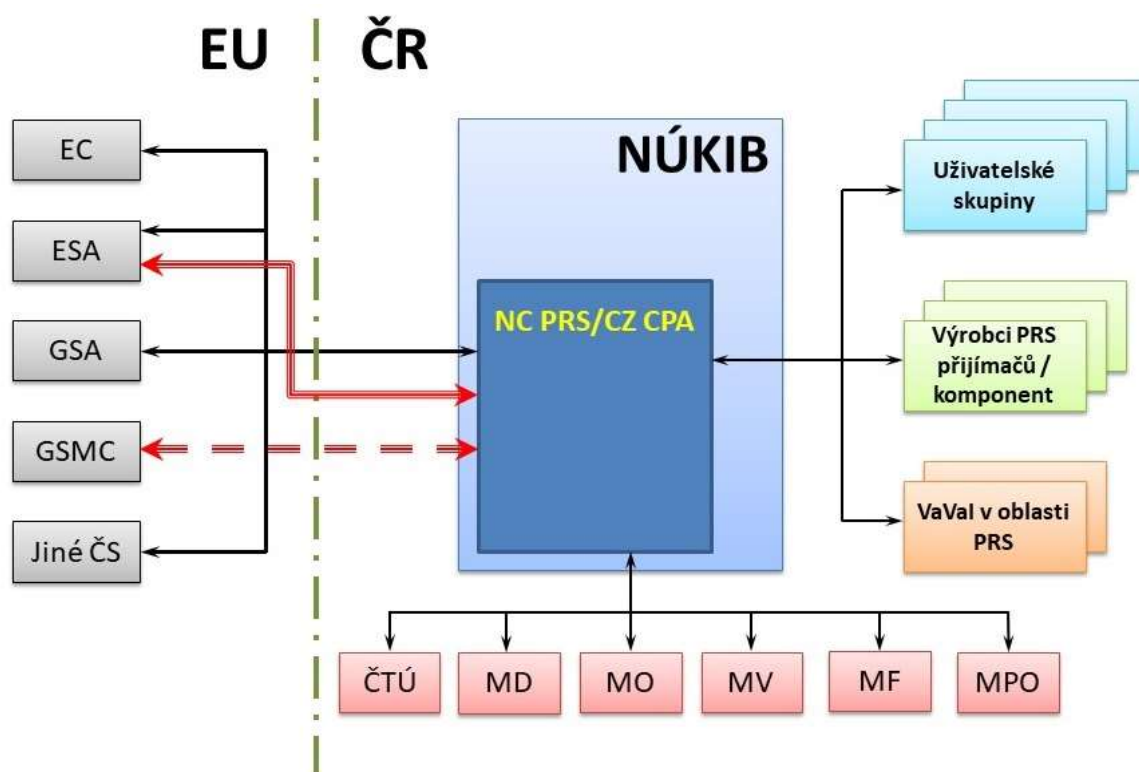 EU
ČR
EC
ESA
GSA
GSMC
Jiné ČS
NÚKIB
NC PRS/CZ CPA
Uživatelské
skupiny
Výrobci PRS
přijímačů /
komponent
VaVaI v oblasti
PRS
ČTÚ
MD
MO
MV
MF
MPO